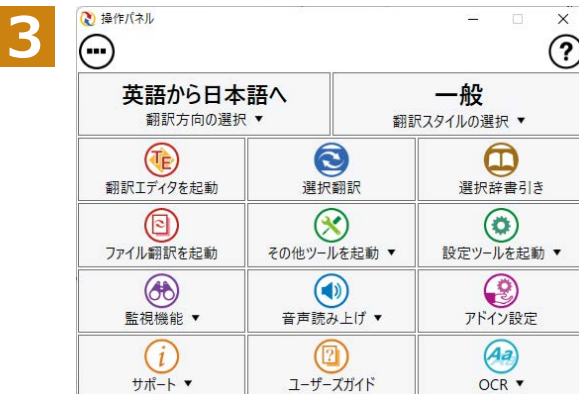 3
操作パネル
英語から日本語へ
翻訳方向の選択 ▼
一般
翻訳スタイルの選択 ▼
TE
翻訳エディタを起動
選択翻訳
選択辞書引き
ファイル翻訳を起動
その他ツールを起動 ▼
設定ツールを起動 ▼
監視機能 ▼
音声読み上げ ▼
アドイン設定
i
サポート ▼
?
ユーザーズガイド
Aa
OCR ▼